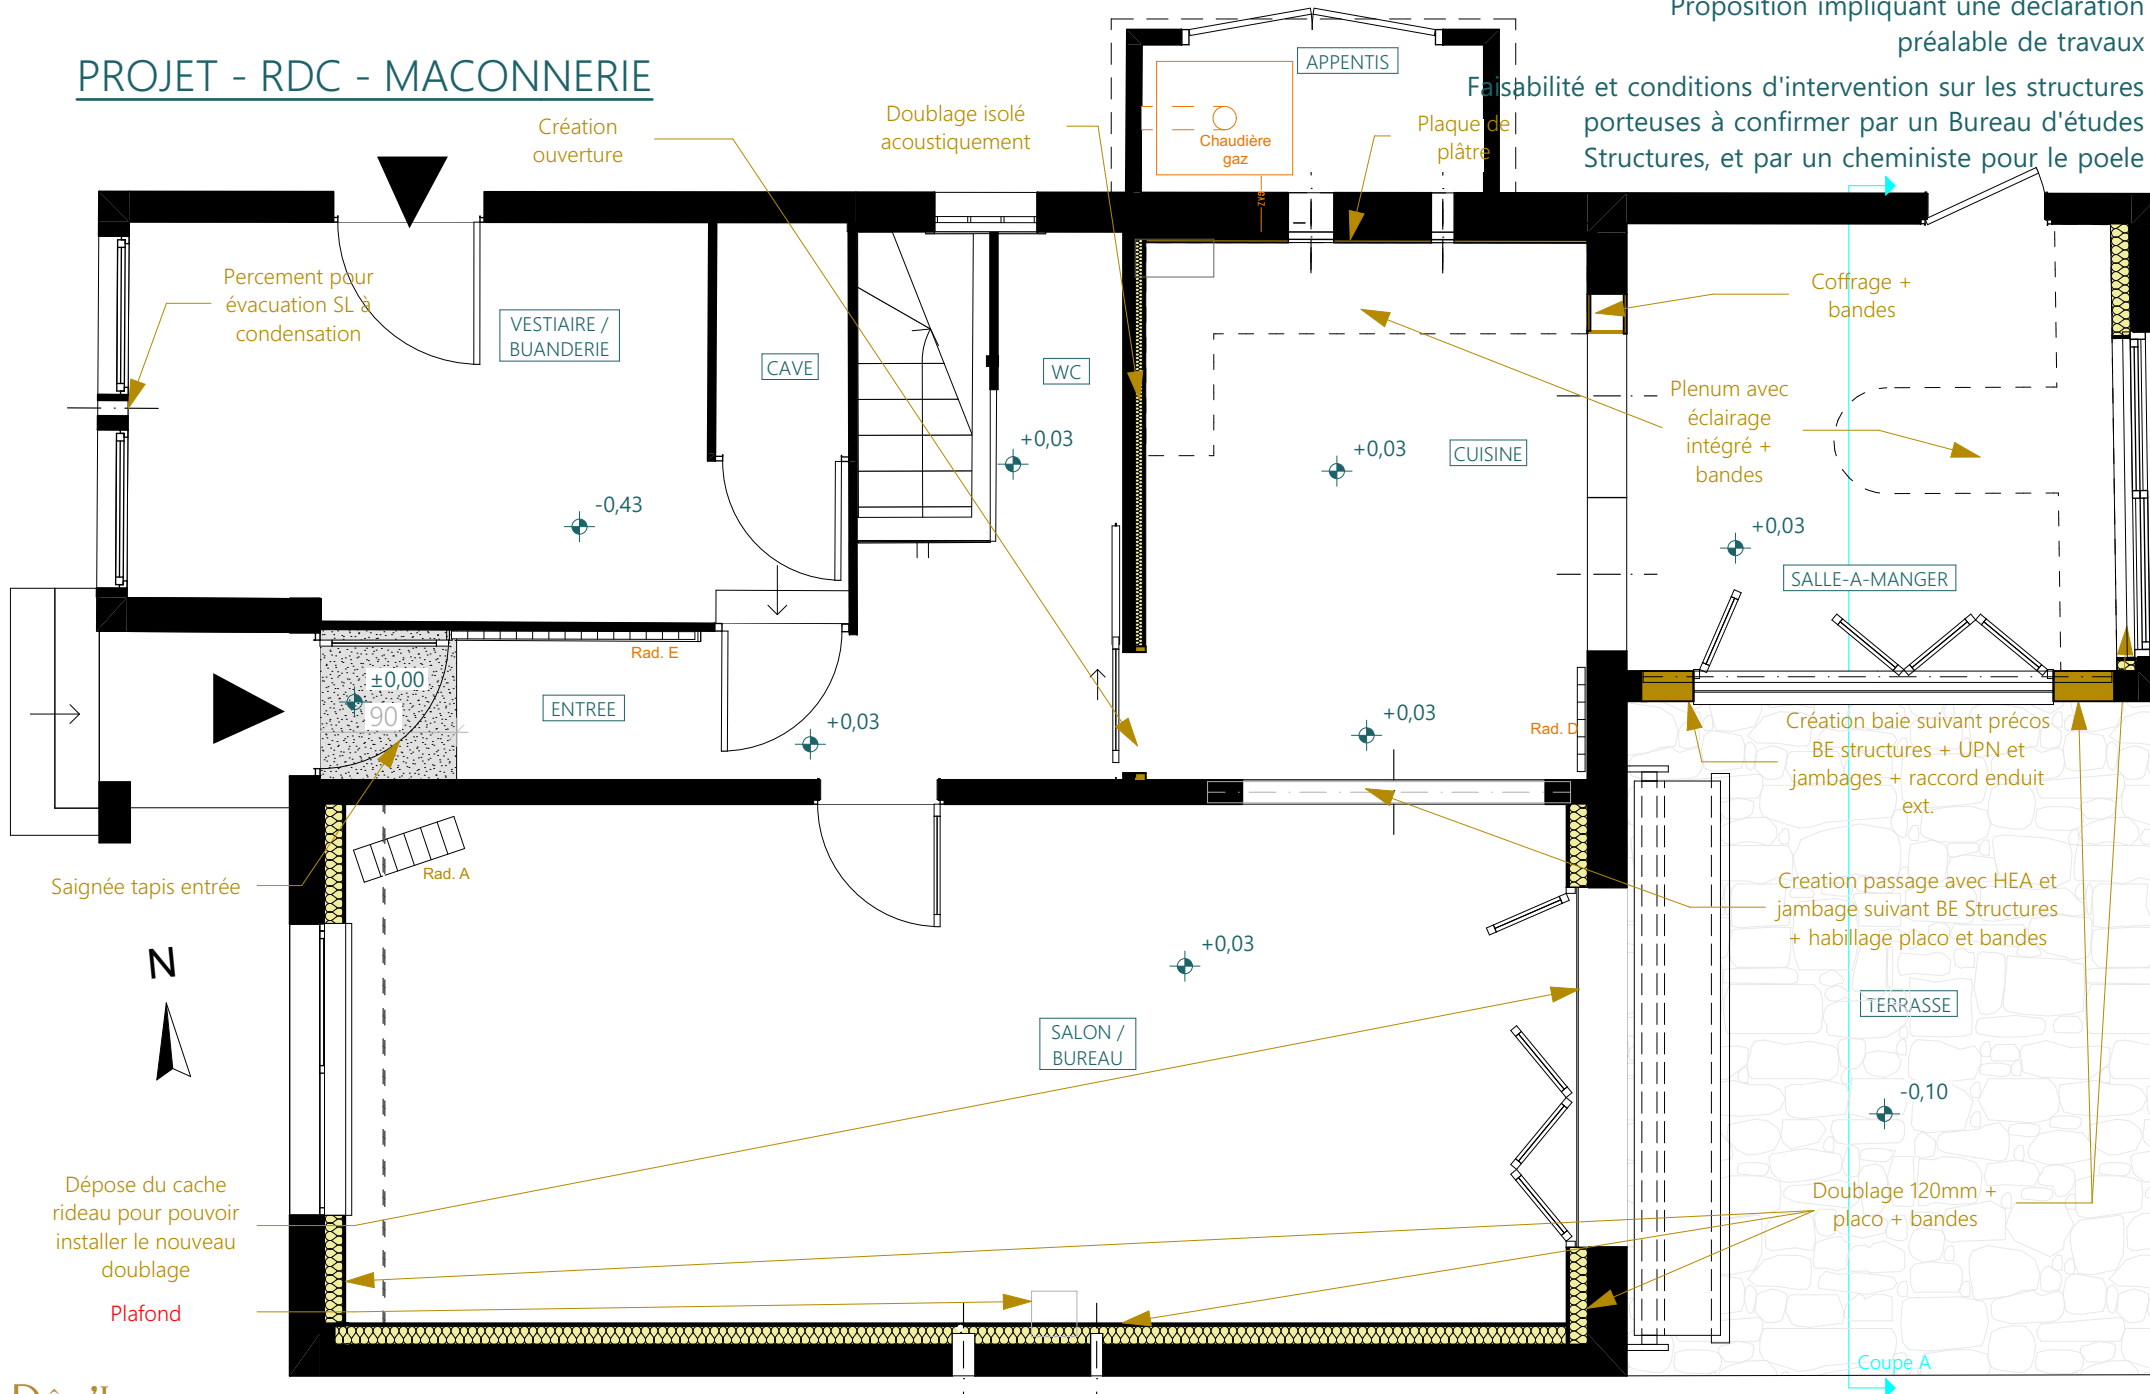 Proposition impliquant une déclaration
préalable de travaux
PROJET - RDC - MACONNERIE
Faisabilité et conditions d'intervention sur les structures
porteuses à confirmer par un Bureau d'études
Structures, et par un cheministe pour le poele
APPENTIS
Création
ouverture
Doublage isolé
acoustiquement
Chaudière
gaz
GAZ
Plaque de
plâtre
Percement pour
évacuation SL à
condensation
VESTIAIRE /
BUANDERIE
CAVE
WC
+0,03
+0,03
CUISINE
Coffrage +
bandes
Plenum avec
éclairage
intégré +
bandes
-0,43
+0,03
SALLE-A-MANGER
Rad. E
±0,00
90
ENTREE
+0,03
+0,03
Rad. D
Création baie suivant précos
BE structures + UPN et
jambages + raccord enduit
ext.
Saignée tapis entrée
Rad. A
Creation passage avec HEA et
jambage suivant BE Structures
+ habillage placo et bandes
N
+0,03
SALON /
BUREAU
TERRASSE
-0,10
Dépose du cache
rideau pour pouvoir
installer le nouveau
doublage
Doublage 120mm +
placo + bandes
Plafond
Coupe A